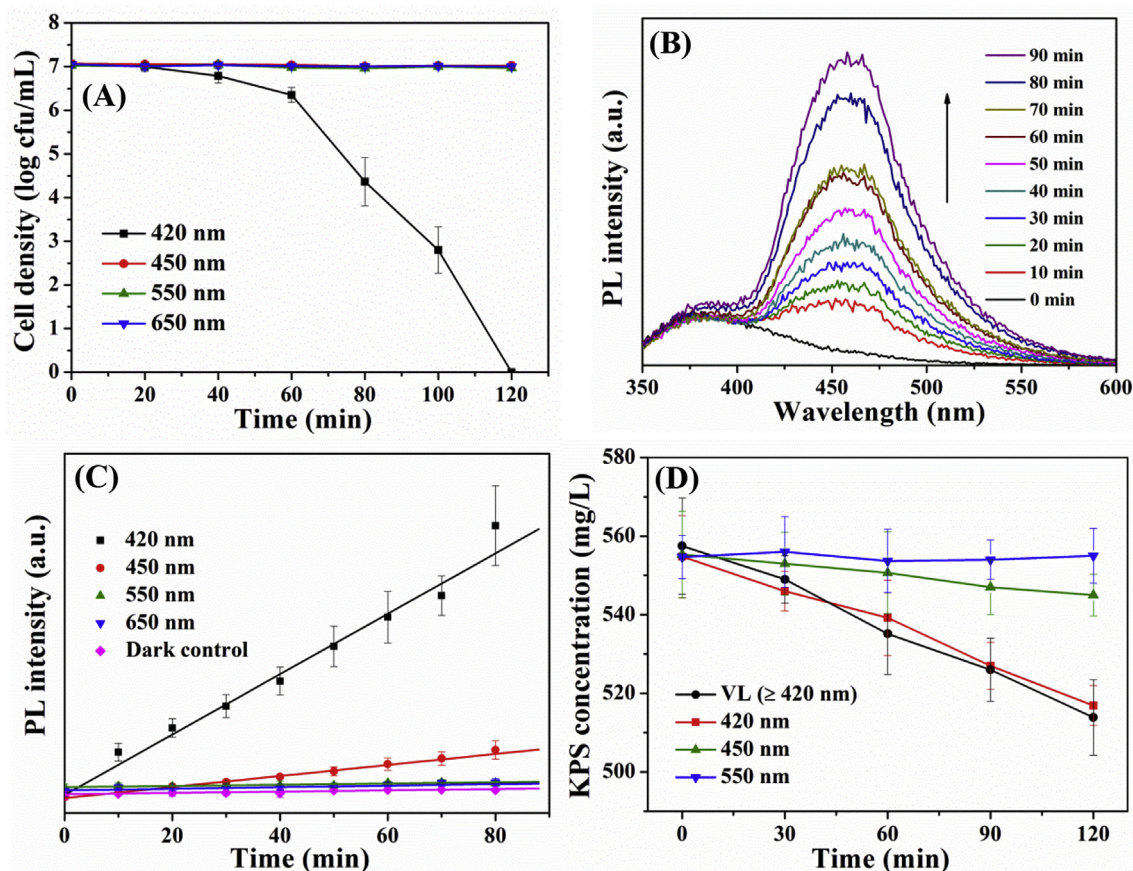 (A)
Cell density (log cfu/mL)
8
7
6
5
4
3
2
1
0
420 nm
450 nm
550 nm
650 nm
0 20 40 60 80 100 120
Time (min)
(B)
PL intensity (a.u.)
90 min
80 min
70 min
60 min
50 min
40 min
30 min
20 min
10 min
0 min
350 400 450 500 550 600
Wavelength (nm)
(C)
PL intensity (a.u.)
420 nm
450 nm
550 nm
650 nm
Dark control
0 20 40 60 80
Time (min)
(D)
KPS concentration (mg/L)
580
560
540
520
500
VL (≥ 420 nm)
420 nm
450 nm
550 nm
0 30 60 90 120
Time (min)